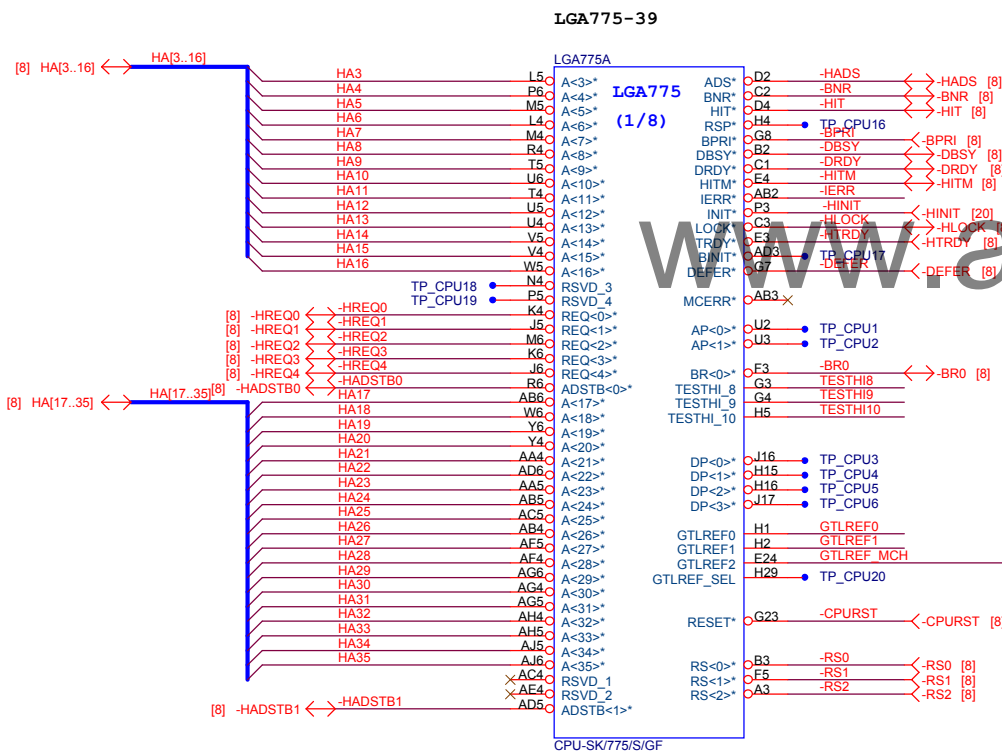 LGA775-39
LGA775A
LGA775
(1/8)
[8] HA[3..16] HA[3..16]
HA3 L5 A<3>* ADS* D2 -HADS -HADS [8]
HA4 P6 A<4>* BNR* C2 -BNR -BNR [8]
HA5 M5 A<5>* HIT* D4 -HIT -HIT [8]
HA6 L4 A<6>* RSP* H4 TP_CPU16
HA7 M4 A<7>* BPRI* G8 -BPRI -BPRI [8]
HA8 R4 A<8>* DBSY* B2 -DBSY -DBSY [8]
HA9 T5 A<9>* DRDY* C1 -DRDY -DRDY [8]
HA10 U6 A<10>* HITM* E4 -HITM -HITM [8]
HA11 T4 A<11>* IERR* AB2 -IERR
HA12 U5 A<12>* INIT* P3 -HINIT -HINIT [20]
HA13 U4 A<13>* LOCK* C3 -HLOCK -HLOCK
HA14 V5 A<14>* TRDY* E3 -HTRDY -HTRDY [8]
HA15 V4 A<15>* BINIT* AD3 TP_CPU17
HA16 W5 A<16>* DEFER* G7 -DEFER -DEFER [8]
www.a
TP_CPU18 N4 RSVD_3
TP_CPU19 P5 RSVD_4 MCERR* AB3
[8] -HREQ0 -HREQ0 K4 REQ<0>*
[8] -HREQ1 -HREQ1 J5 REQ<1>* AP<0>* U2 TP_CPU1
[8] -HREQ2 -HREQ2 M6 REQ<2>* AP<1>* U3 TP_CPU2
[8] -HREQ3 -HREQ3 K6 REQ<3>*
[8] -HREQ4 -HREQ4 J6 REQ<4>* BR<0>* F3 -BR0 -BR0 [8]
[8] -HADSTB0 -HADSTB0 R6 ADSTB<0>* TESTHI_8 G3 TESTHI8
[8] HA[17..35] HA[17..35]
HA17 AB6 A<17>* TESTHI_9 G4 TESTHI9
HA18 W6 A<18>* TESTHI_10 H5 TESTHI10
HA19 Y6 A<19>*
HA20 Y4 A<20>*
HA21 AA4 A<21>* DP<0>* J16 TP_CPU3
HA22 AD6 A<22>* DP<1>* H15 TP_CPU4
HA23 AA5 A<23>* DP<2>* H16 TP_CPU5
HA24 AB5 A<24>* DP<3>* J17 TP_CPU6
HA25 AC5 A<25>*
HA26 AB4 A<26>* GTLREF0 H1 GTLREF0
HA27 AF5 A<27>* GTLREF1 H2 GTLREF1
HA28 AF4 A<28>* GTLREF2 E24 GTLREF_MCH
HA29 AG6 A<29>* GTLREF_SEL H29 TP_CPU20
HA30 AG4 A<30>*
HA31 AG5 A<31>*
HA32 AH4 A<32>* RESET* G23 -CPURST -CPURST [8]
HA33 AH5 A<33>*
HA34 AJ5 A<34>*
HA35 AJ6 A<35>* RS<0>* B3 -RS0 -RS0 [8]
AC4 RSVD_1 RS<1>* F5 -RS1 -RS1 [8]
AE4 RSVD_2 RS<2>* A3 -RS2 -RS2 [8]
[8] -HADSTB1 -HADSTB1 AD5 ADSTB<1>*
CPU-SK/775/S/GF